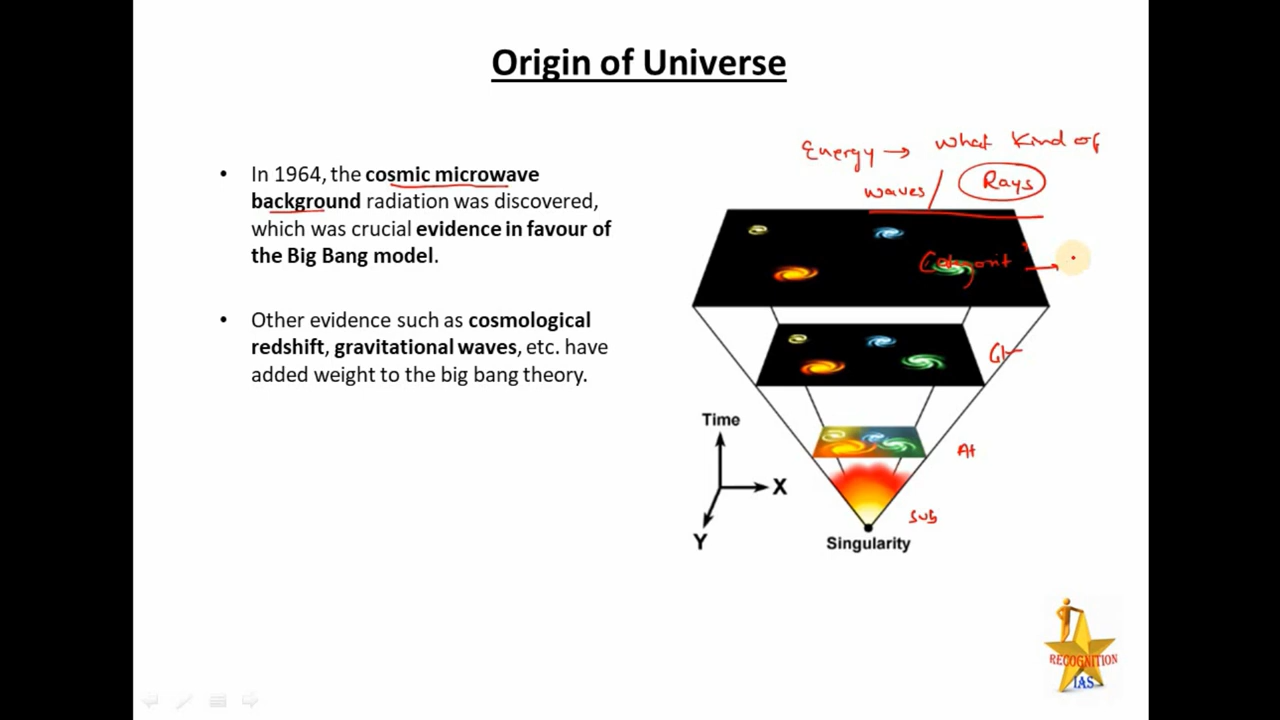 Origin of Universe
• In 1964, the cosmic microwave
background radiation was discovered,
which was crucial evidence in favour of
the Big Bang model.
• Other evidence such as cosmological
redshift, gravitational waves, etc. have
added weight to the big bang theory.
Energy → What Kind of
waves/ Rays
At
Sub
Time
X
Y
Singularity
RECOGNITION
IAS